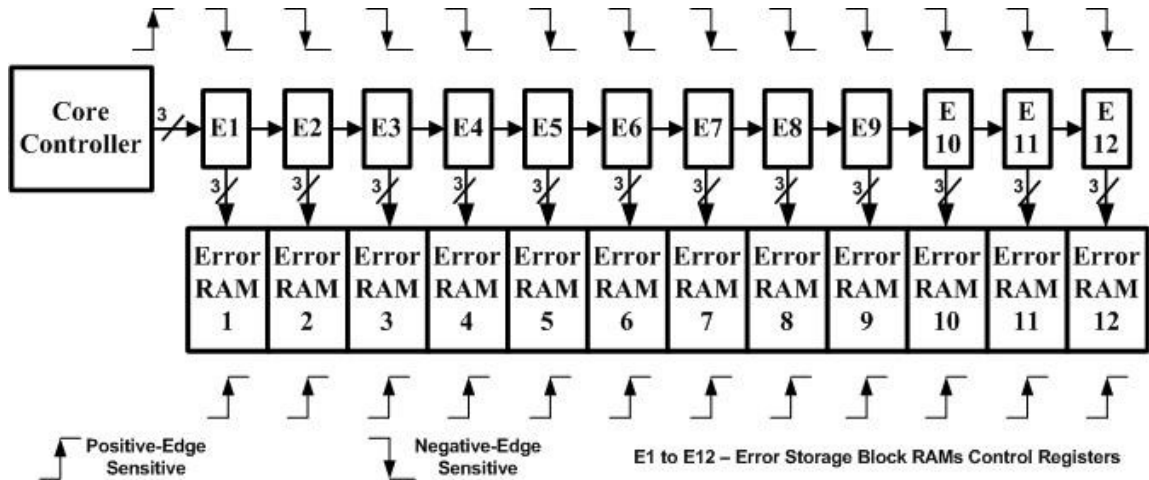 Core
Controller
3
E1
E2
E3
E4
E5
E6
E7
E8
E9
E
10
E
11
E
12
3
3
3
3
3
3
3
3
3
3
3
3
Error
RAM
1
Error
RAM
2
Error
RAM
3
Error
RAM
4
Error
RAM
5
Error
RAM
6
Error
RAM
7
Error
RAM
8
Error
RAM
9
Error
RAM
10
Error
RAM
11
Error
RAM
12
Positive-Edge
Sensitive
Negative-Edge
Sensitive
E1 to E12 – Error Storage Block RAMs Control Registers